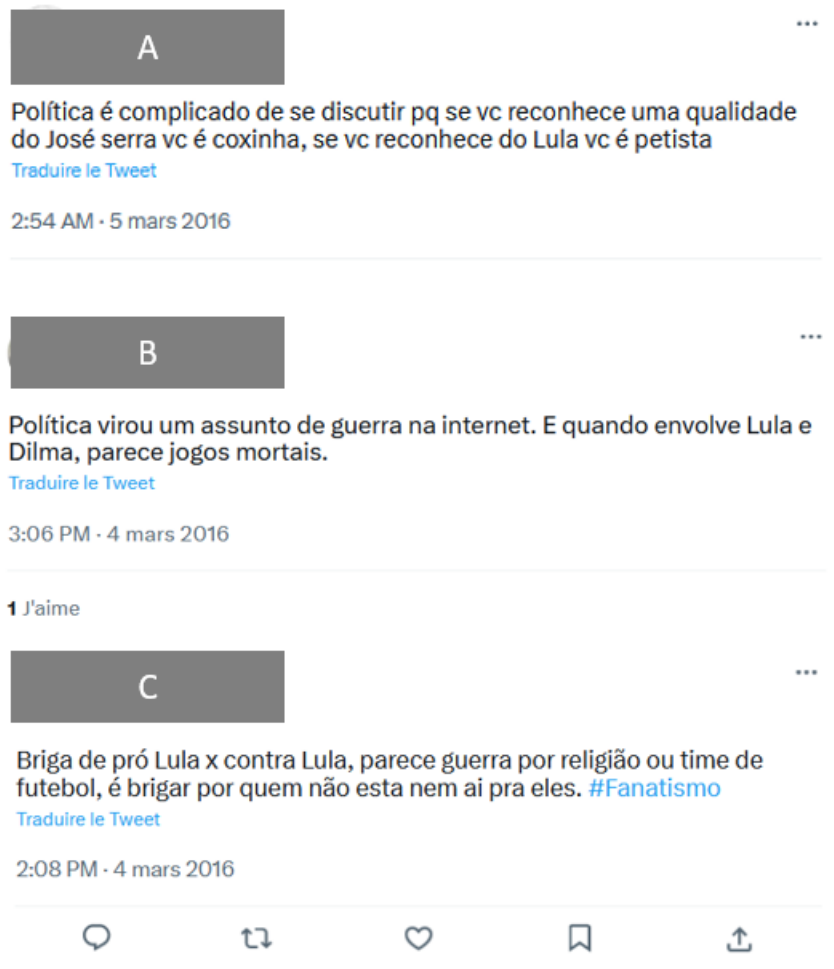 A
Política é complicado de se discutir pq se vc reconhece uma qualidade
do José serra vc é coxinha, se vc reconhece do Lula vc é petista
Traduire le Tweet
2:54 AM · 5 mars 2016
B
Política virou um assunto de guerra na internet. E quando envolve Lula e
Dilma, parece jogos mortais.
Traduire le Tweet
3:06 PM · 4 mars 2016
1 J'aime
C
Briga de pró Lula x contra Lula, parece guerra por religião ou time de
futebol, é brigar por quem não esta nem ai pra eles. #Fanatismo
Traduire le Tweet
2:08 PM · 4 mars 2016